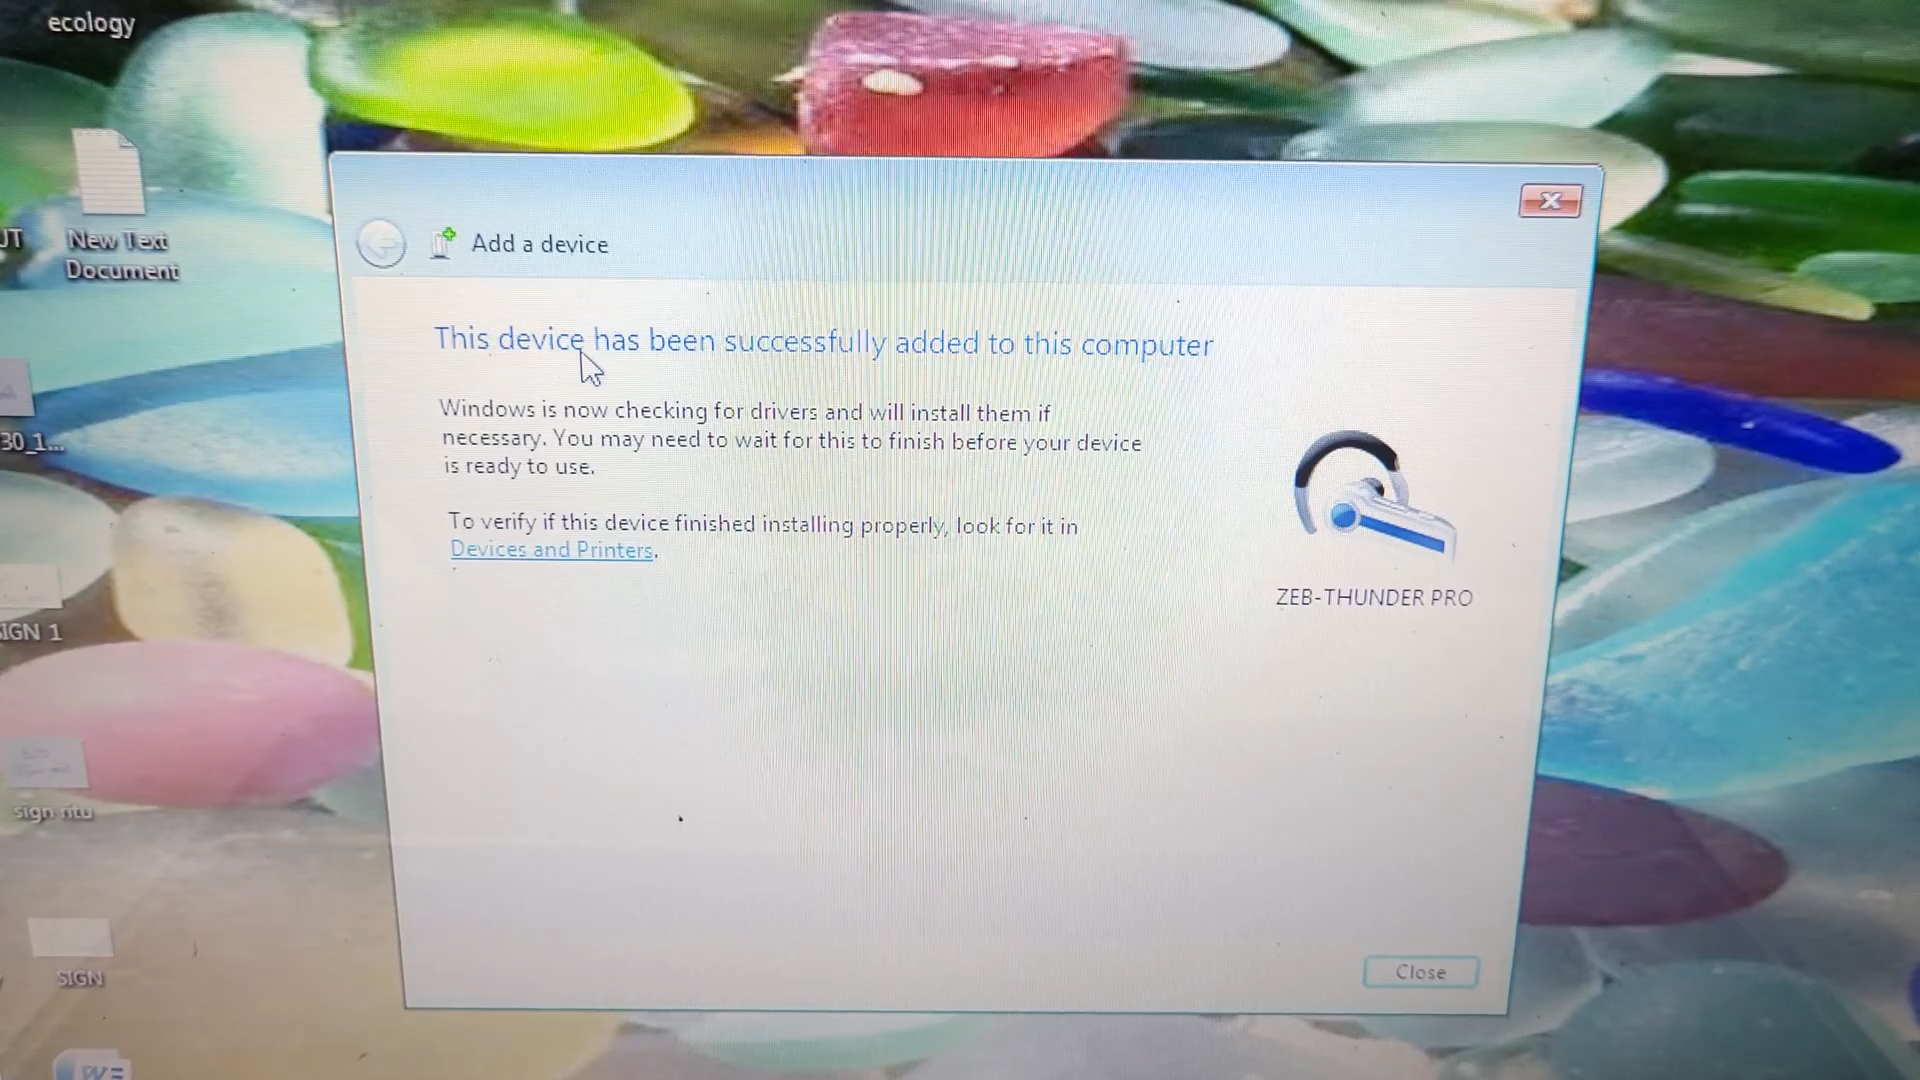 ecology
New Text
Document
Add a device
This device has been successfully added to this computer
Windows is now checking for drivers and will install them if
necessary. You may need to wait for this to finish before your device
is ready to use.
To verify if this device finished installing properly, look for it in
Devices and Printers.
ZEB-THUNDER PRO
Close
UT
30_1...
SIGN 1
sign ritu
SIGN
W